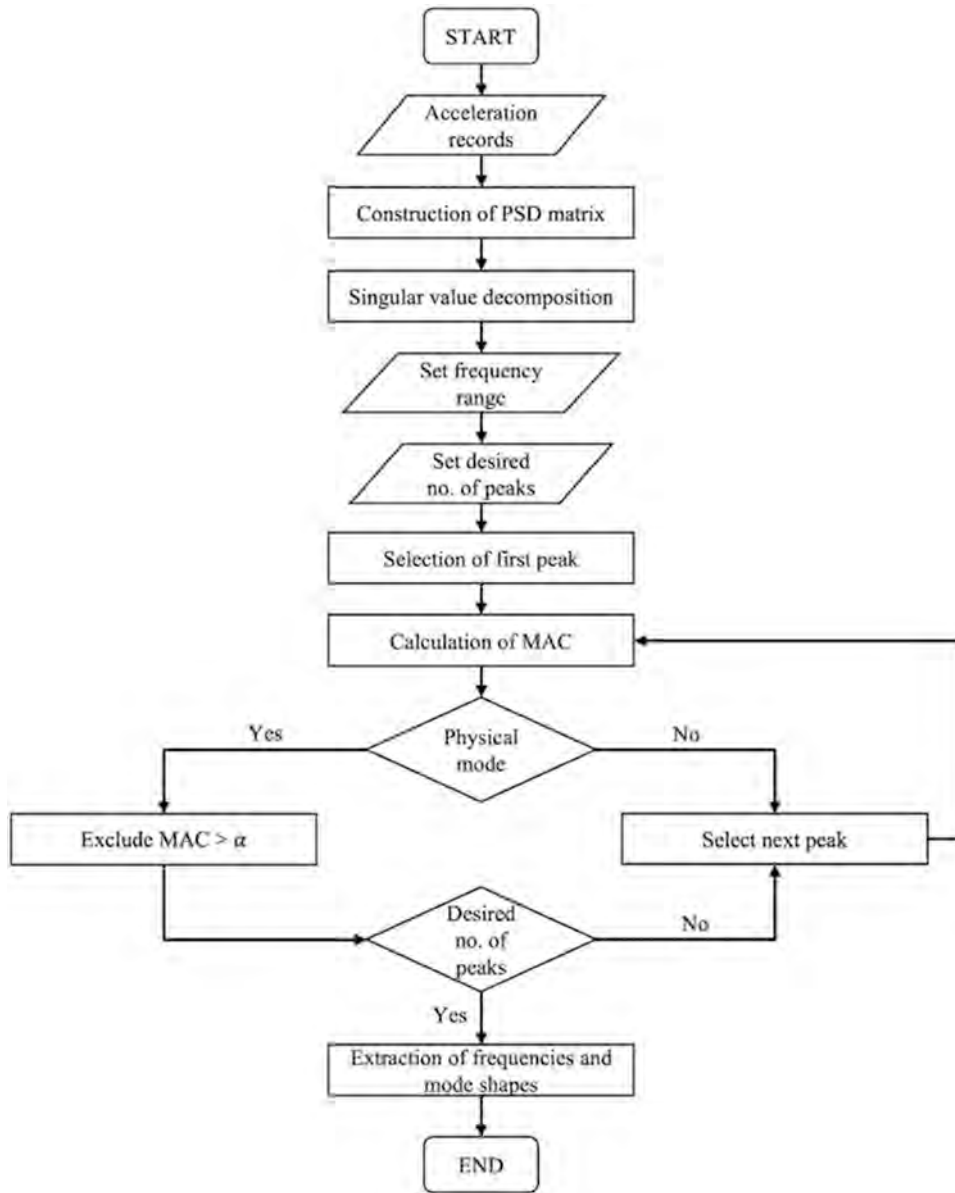 START
Acceleration
records
Construction of PSD matrix
Singular value decomposition
Set frequency
range
Set desired
no. of peaks
Selection of first peak
Calculation of MAC
Yes
Physical
mode
No
Exclude MAC > α
Select next peak
Desired
no. of
peaks
No
Yes
Extraction of frequencies and
mode shapes
END